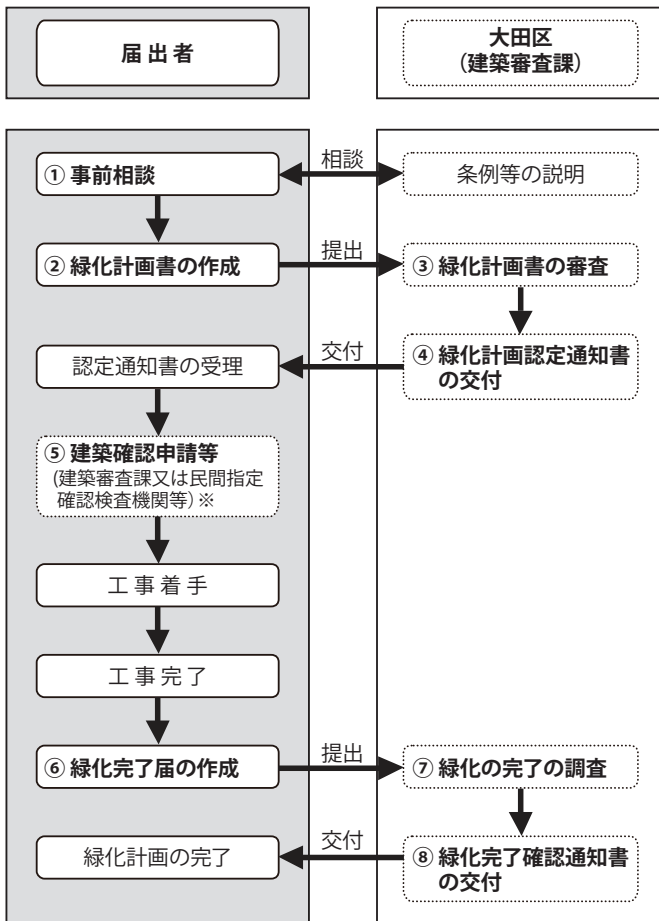 届出者
大田区
(建築審査課)
① 事前相談
相談
条例等の説明
② 緑化計画書の作成
提出
③ 緑化計画書の審査
認定通知書の受理
交付
④ 緑化計画認定通知書
の交付
⑤ 建築確認申請等
(建築審査課又は民間指定
確認検査機関等)※
工事着手
工事完了
⑥ 緑化完了届の作成
提出
⑦ 緑化の完了の調査
緑化計画の完了
交付
⑧ 緑化完了確認通知書
の交付